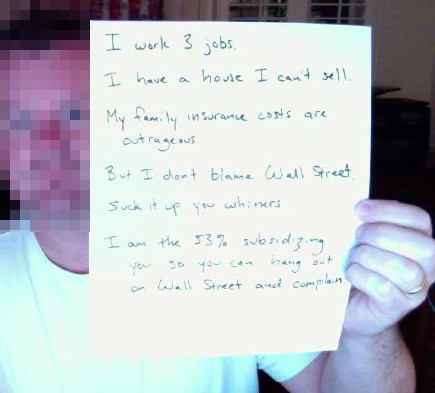 I work 3 jobs.
I have a house I can't sell.
My family insurance costs are
outrageous
But I dont blame Wall Street.
Suck it up you whiners
I am the 53% subsidizing
you so you can hang out
on Wall Street and complain